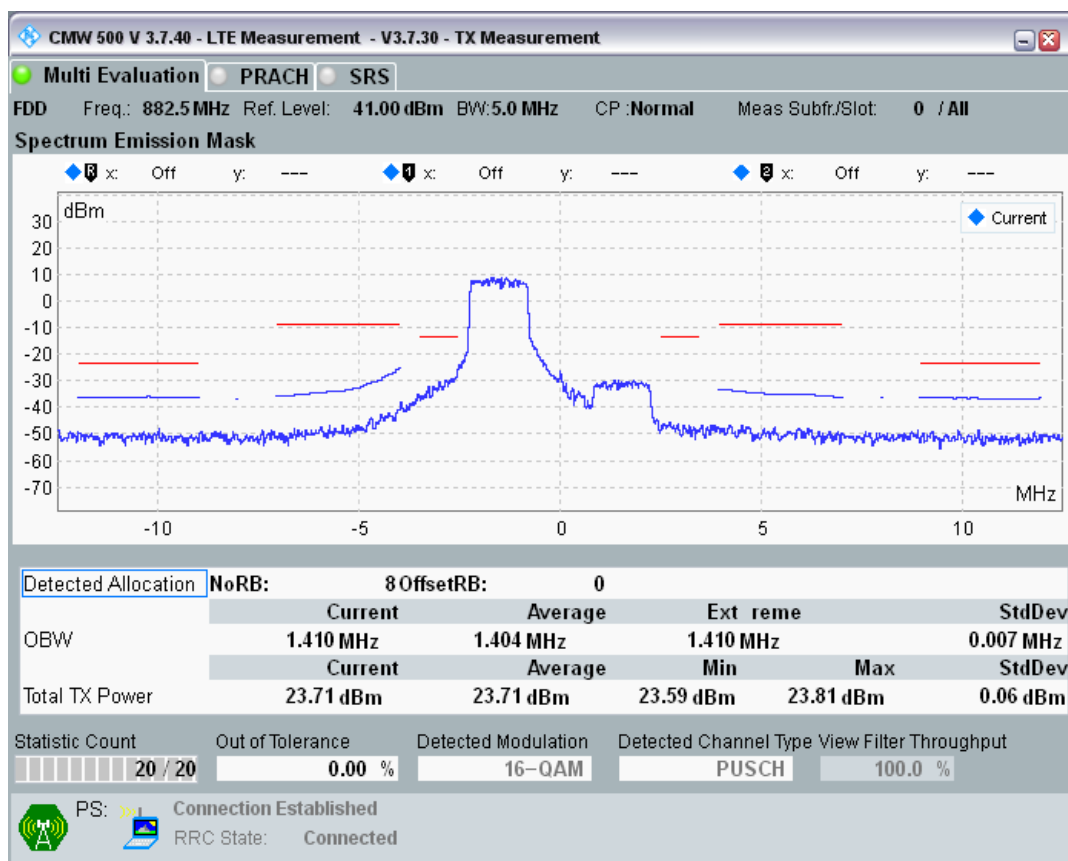 CMW 500 V 3.7.40 - LTE Measurement - V3.7.30 - TX Measurement
Multi Evaluation PRACH SRS
FDD Freq.: 882.5 MHz Ref. Level: 41.00 dBm BW:5.0 MHz CP :Normal Meas Subfr./Slot: 0 / All
Spectrum Emission Mask
R x: Off y: --- 1 x: Off y: --- 2 x: Off y: ---
dBm
Current
30
20
10
0
-10
-20
-30
-40
-50
-60
-70
MHz
-10 -5 0 5 10
Detected Allocation NoRB: 8 OffsetRB: 0
Current Average Ext reme StdDev
OBW 1.410 MHz 1.404 MHz 1.410 MHz 0.007 MHz
Current Average Min Max StdDev
Total TX Power 23.71 dBm 23.71 dBm 23.59 dBm 23.81 dBm 0.06 dBm
Statistic Count Out of Tolerance Detected Modulation Detected Channel Type View Filter Throughput
20 / 20 0.00 % 16-QAM PUSCH 100.0 %
PS: Connection Established
RRC State: Connected